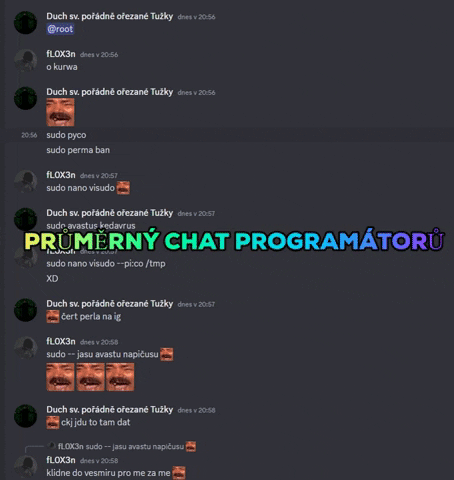 Duch sv. pořádně ořezané Tužky dnes v 20:56
@root
fL0X3n dnes v 20:56
o kurwa
Duch sv. pořádně ořezané Tužky dnes v 20:56
20:56 sudo pyco
sudo perma ban
fL0X3n dnes v 20:57
sudo nano visudo
Duch sv. pořádně ořezané Tužky dnes v 20:57
sudo avastus kedavrus
PRŮMĚRNÝ CHAT PROGRAMÁTORŮ
fL0X3n dnes v 20:57
sudo nano visudo --pi:co /tmp
XD
Duch sv. pořádně ořezané Tužky dnes v 20:57
čert perla na ig
fL0X3n dnes v 20:58
sudo -- jasu avastu napičusu
Duch sv. pořádně ořezané Tužky dnes v 20:58
ckj jdu to tam dat
fL0X3n sudo -- jasu avastu napičusu
fL0X3n dnes v 20:58
klidne do vesmiru pro me za me